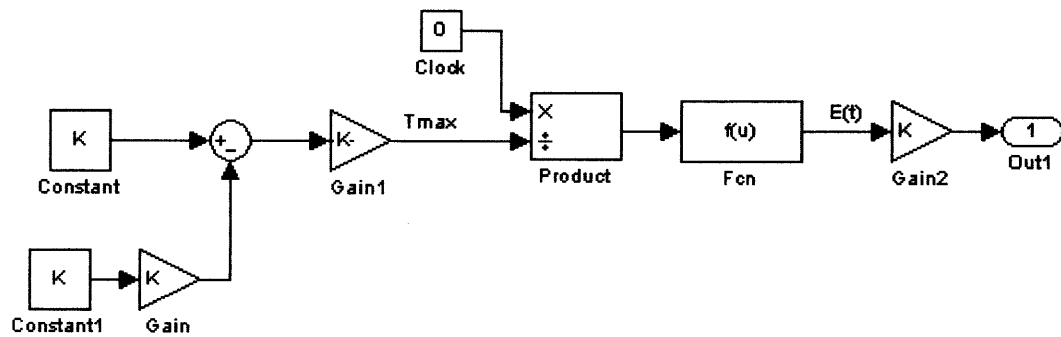 0
Clock
K
Constant
+
-
K-
Gain1
Tmax
×
÷
Product
f(u)
Fcn
E(t)
K
Gain2
1
Out1
K
Constant1
K
Gain